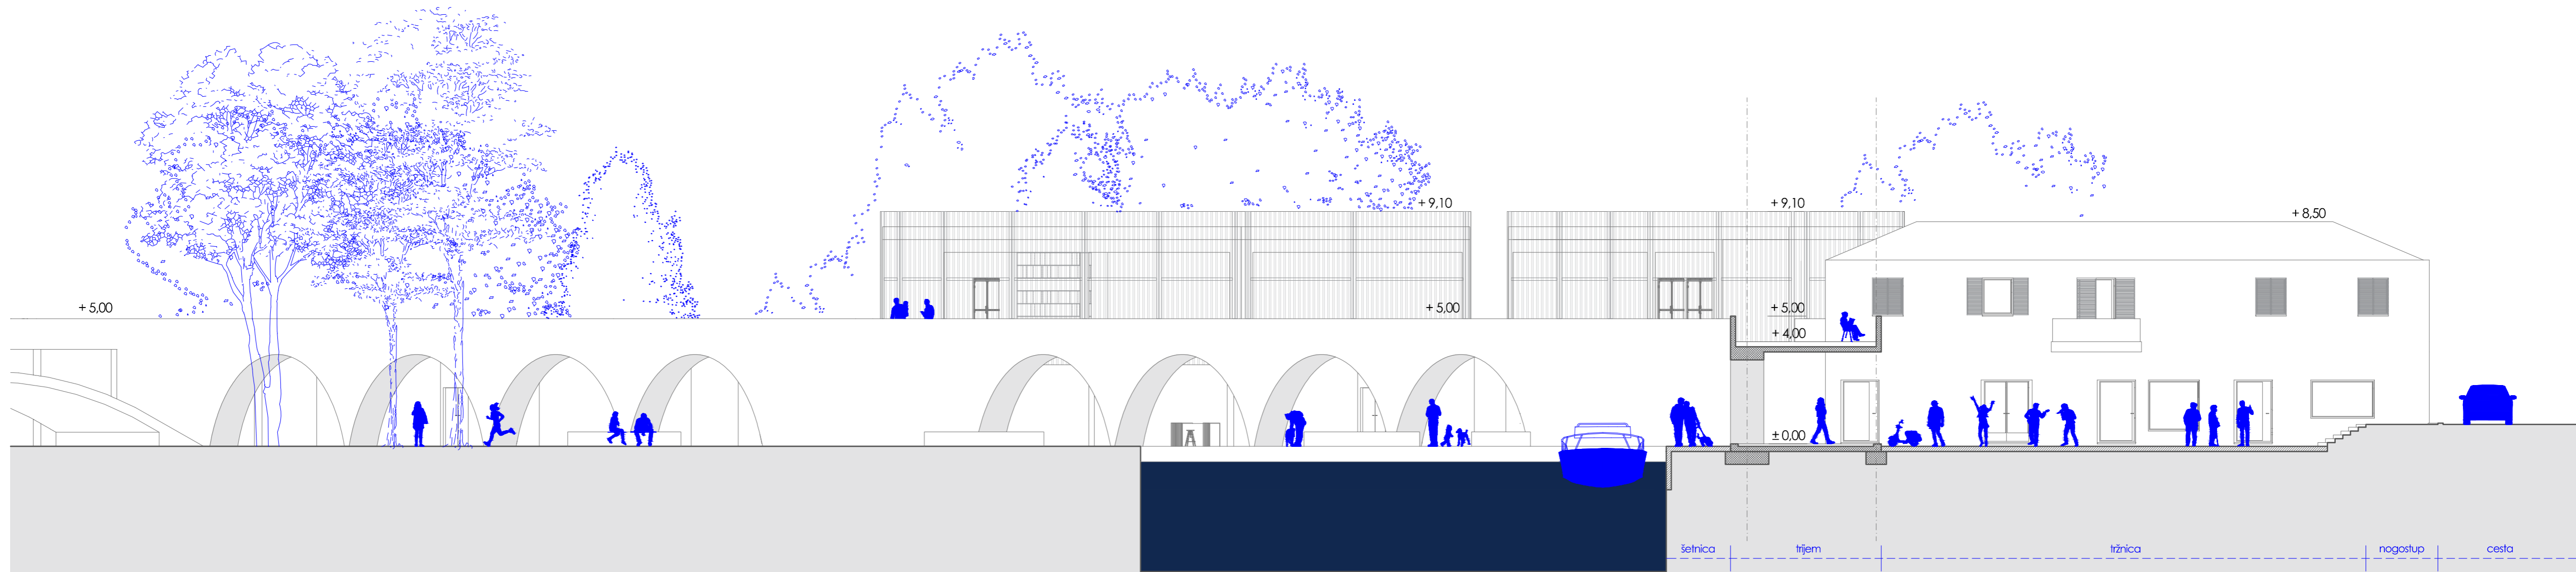 + 9,10
+ 9,10
+ 8,50
+ 5,00
+ 5,00
+ 5,00
+ 4,00
± 0,00
šetnica
trijem
tržnica
nogostup
cesta